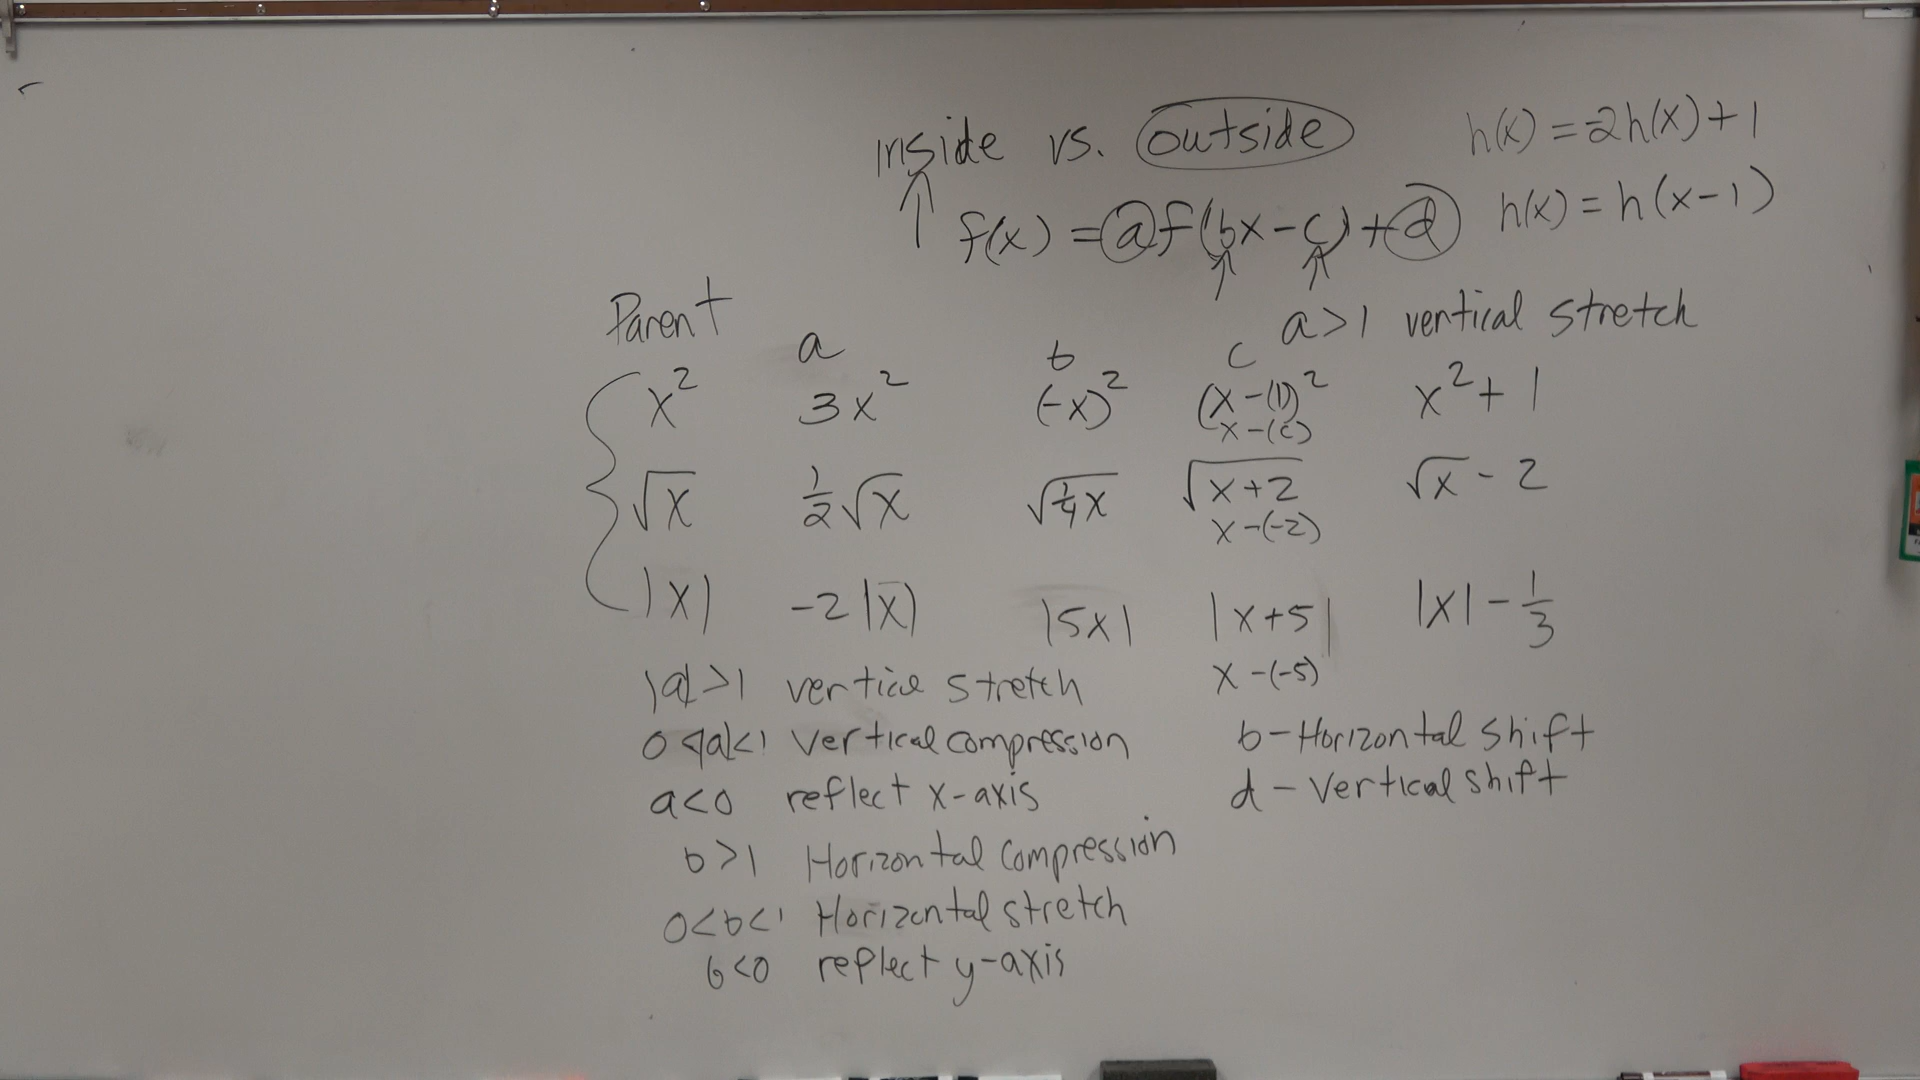 inside vs. outside h(x) = 2h(x) + 1
f(x) = a f(bx - c) + d h(x) = h(x - 1)
a > 1 vertical stretch
Parent a b c
x² 3x² (-x)² (x - (1))² x² + 1
x - (c)
√x ½√x √¼x √x+2 √x - 2
x - (-2)
|x| -2|x| |5x| |x + 5| |x| - 1/3
x - (-5)
|a| > 1 vertical stretch
0 < |a| < 1 vertical compression b - Horizontal shift
a < 0 reflect x-axis d - vertical shift
b > 1 Horizontal compression
0 < b < 1 Horizontal stretch
b < 0 reflect y-axis